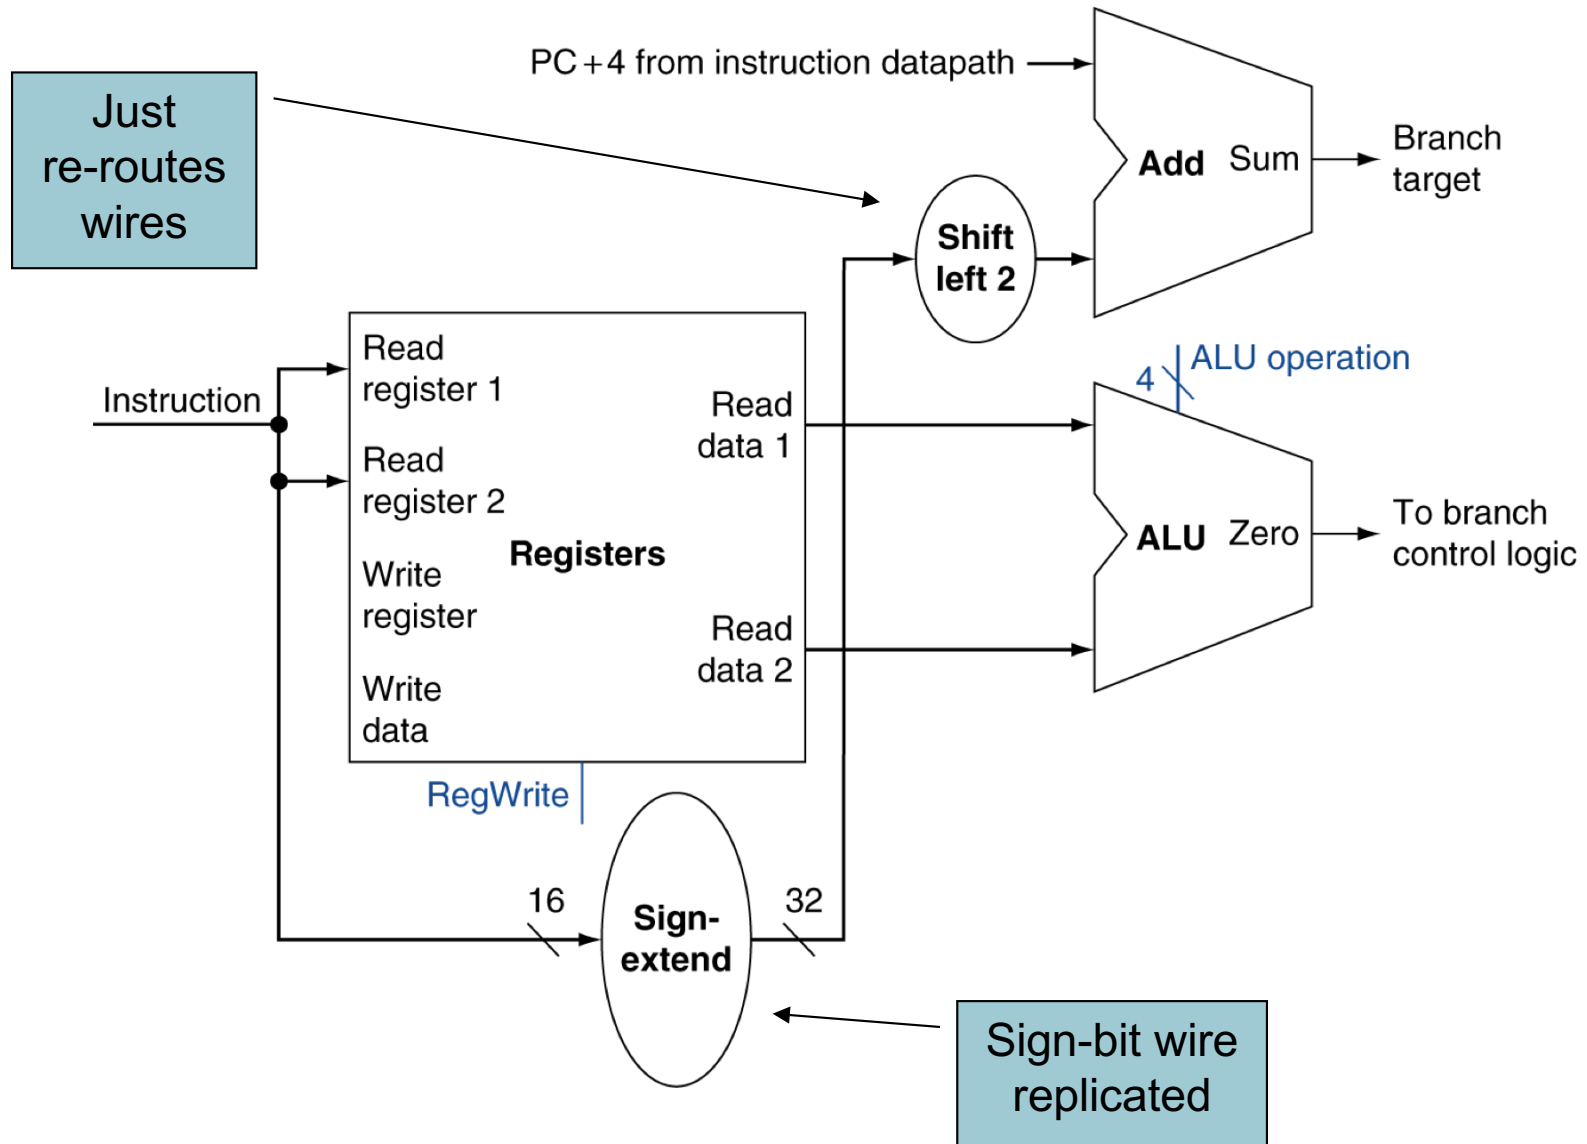 PC+4 from instruction datapath
Just
re-routes
wires
Add
Sum
Branch
target
Shift
left 2
Read
register 1
Instruction
Read
data 1
ALU operation
4
Read
register 2
Registers
ALU
Zero
To branch
control logic
Write
register
Read
data 2
Write
data
RegWrite
16
32
Sign-
extend
Sign-bit wire
replicated